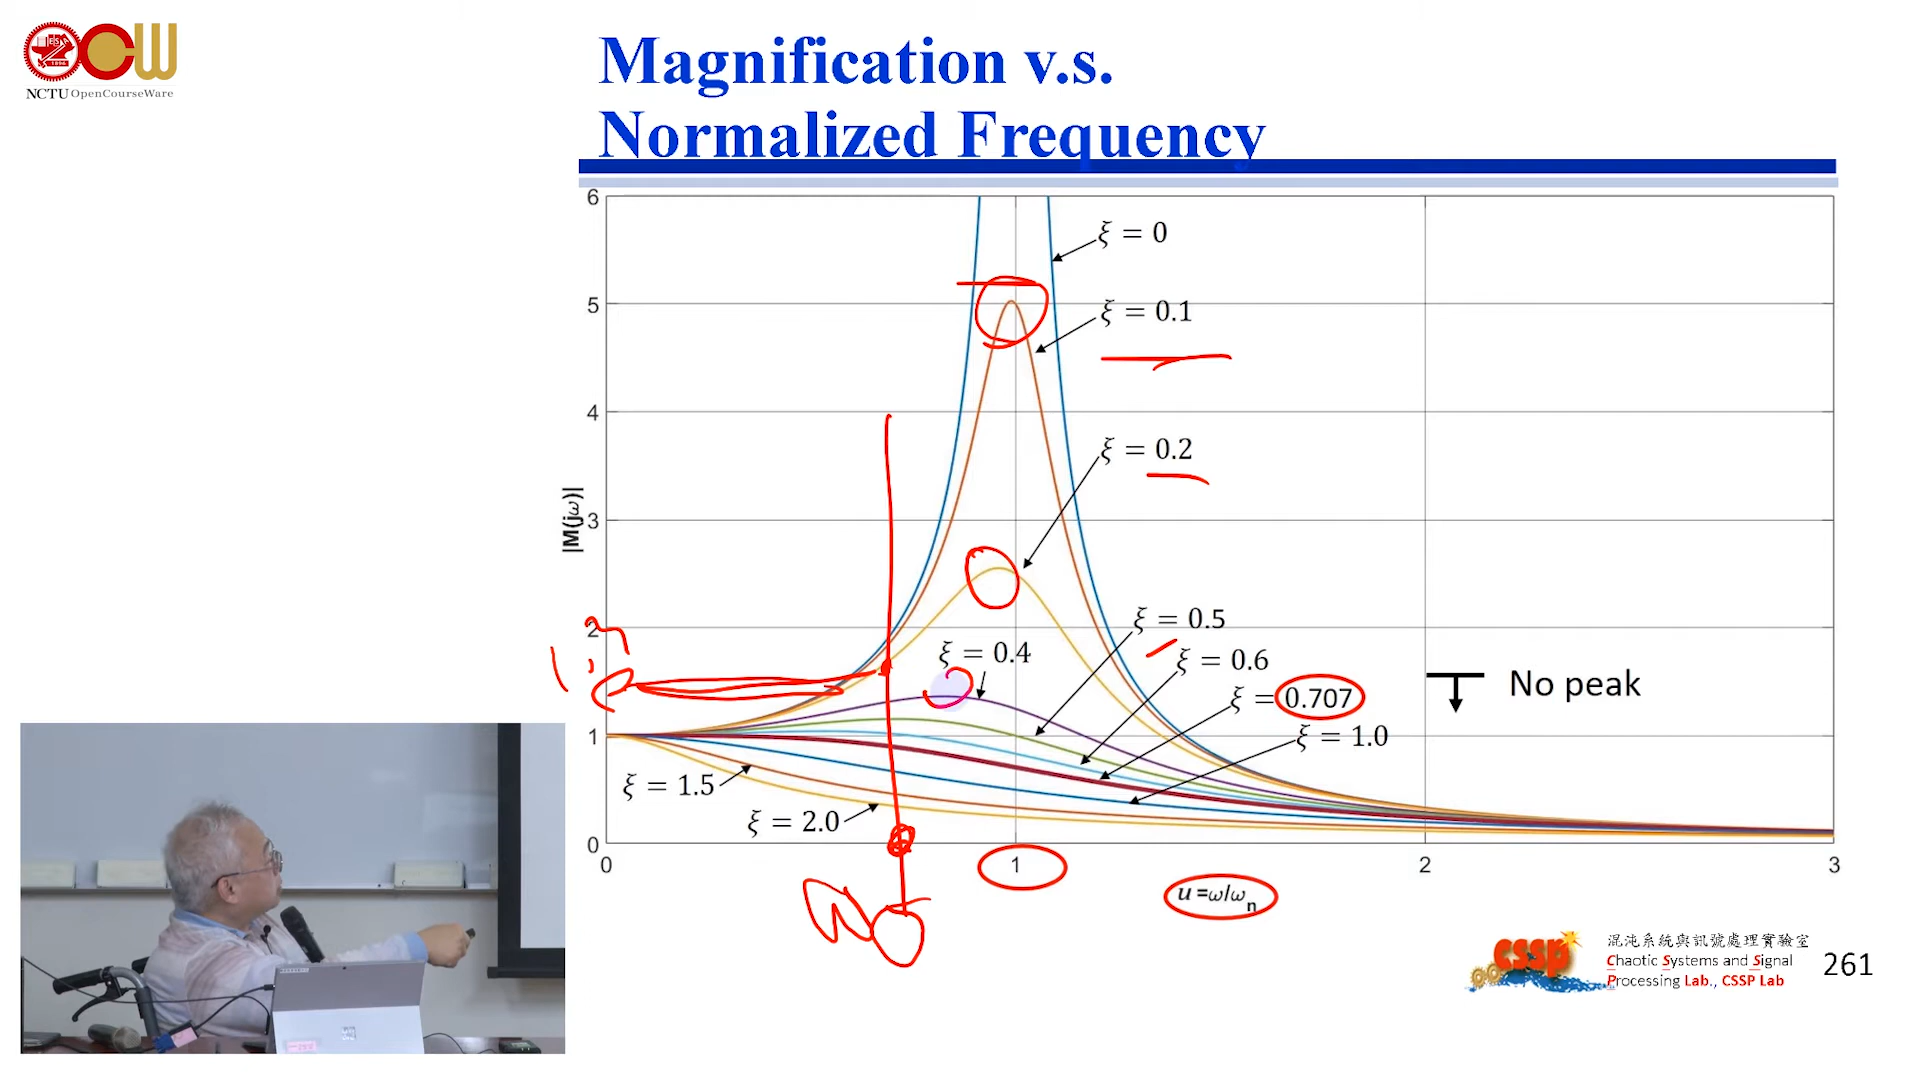 NCTU OpenCourseWare
Magnification v.s.
Normalized Frequency
6
5
4
3
2
1
0
|M(jω)|
0
1
2
3
u =ω/ωn
ξ = 0
ξ = 0.1
ξ = 0.2
ξ = 0.5
ξ = 0.4
ξ = 0.6
ξ = 0.707
ξ = 1.0
ξ = 1.5
ξ = 2.0
No peak
cssp
混沌系統與訊號處理實驗室
Chaotic Systems and Signal
Processing Lab., CSSP Lab
261